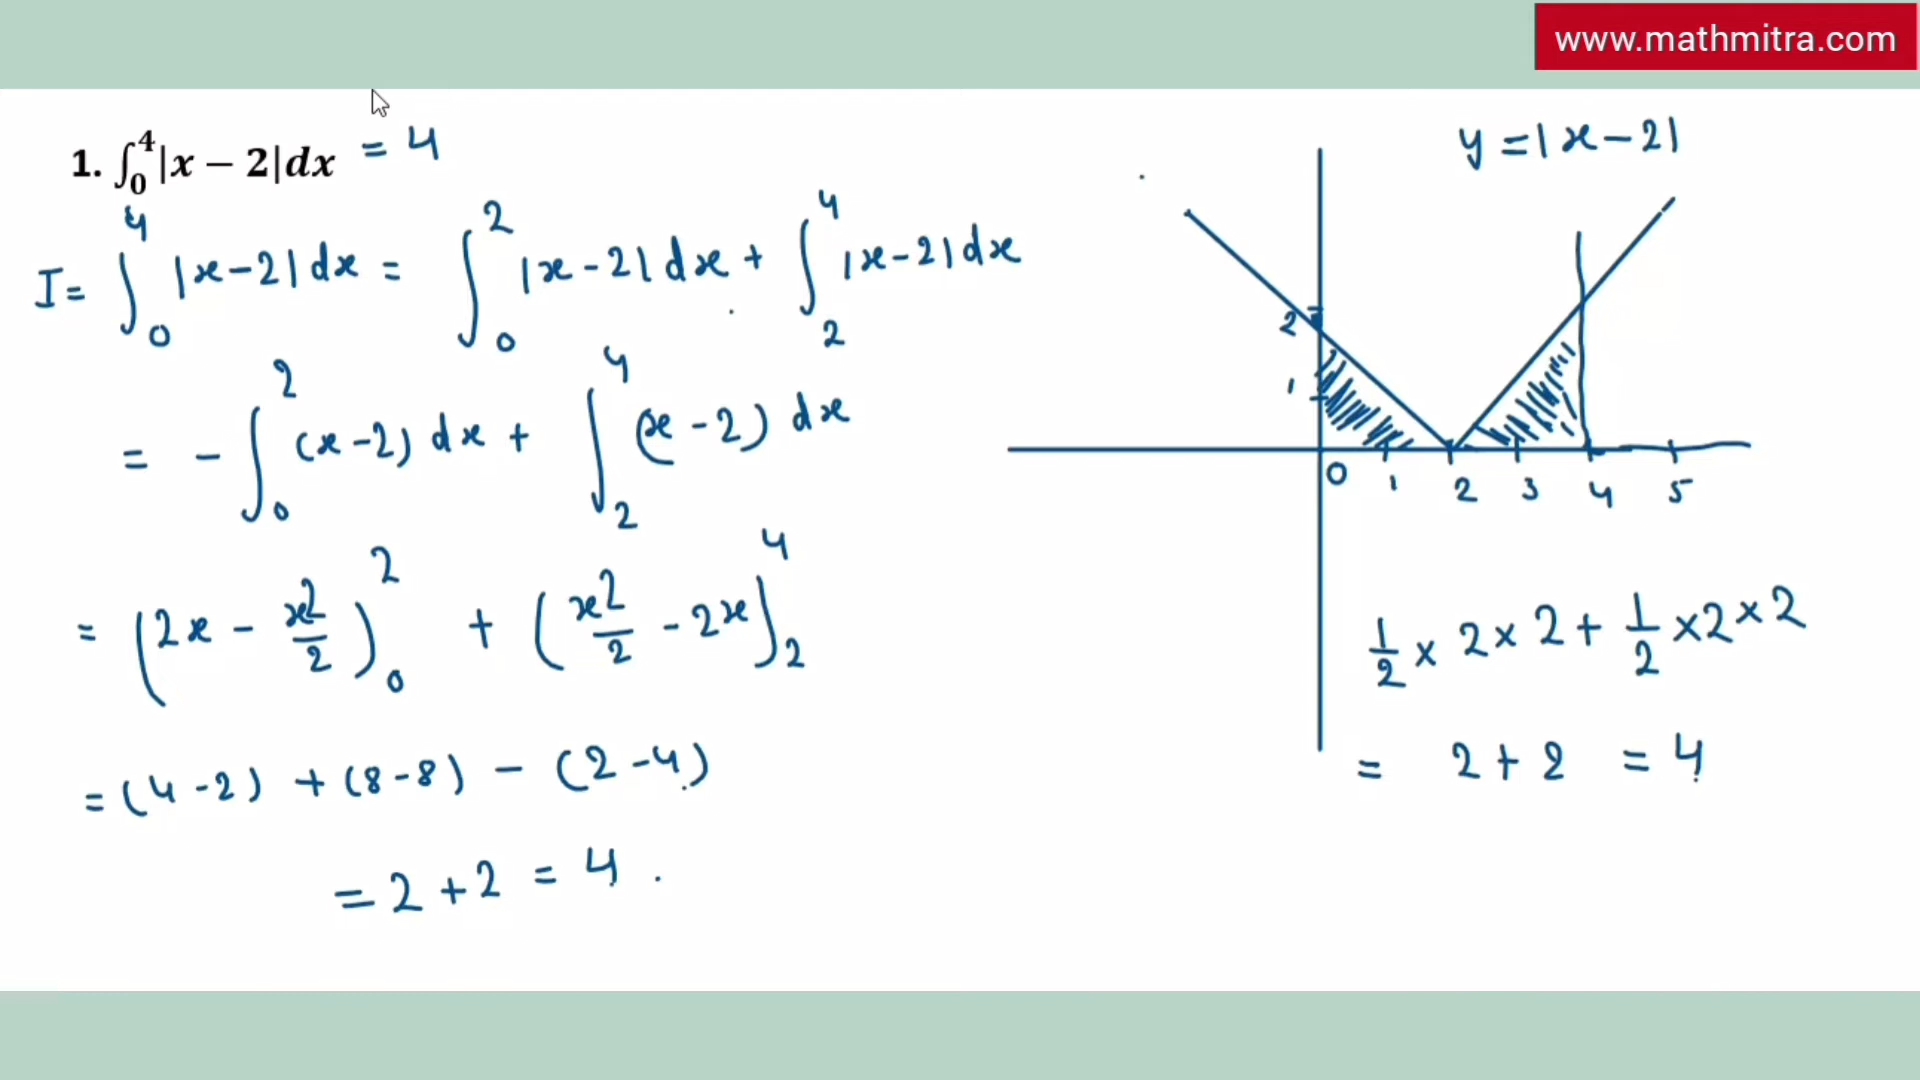 www.mathmitra.com
1. ∫₀⁴|x − 2|dx = 4
I = ∫₀⁴ |x-2| dx = ∫₀² |x-2| dx + ∫₂⁴ |x-2| dx
= - ∫₀² (x-2) dx + ∫₂⁴ (x-2) dx
= (2x - x²/2)₀² + (x²/2 - 2x)₂⁴
= (4-2) + (8-8) - (2-4)
= 2 + 2 = 4 .
y = |x-2|
2
1
0 1 2 3 4 5
1/2 × 2 × 2 + 1/2 × 2 × 2
= 2 + 2 = 4